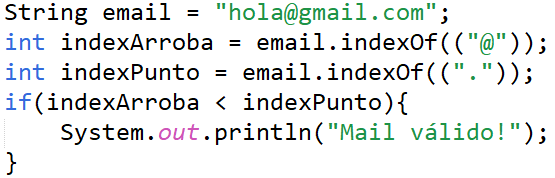 String email = "hola@gmail.com";
int indexArroba = email.indexOf(("@"));
int indexPunto = email.indexOf(("."));
if(indexArroba < indexPunto){
    System.out.println("Mail válido!");
}